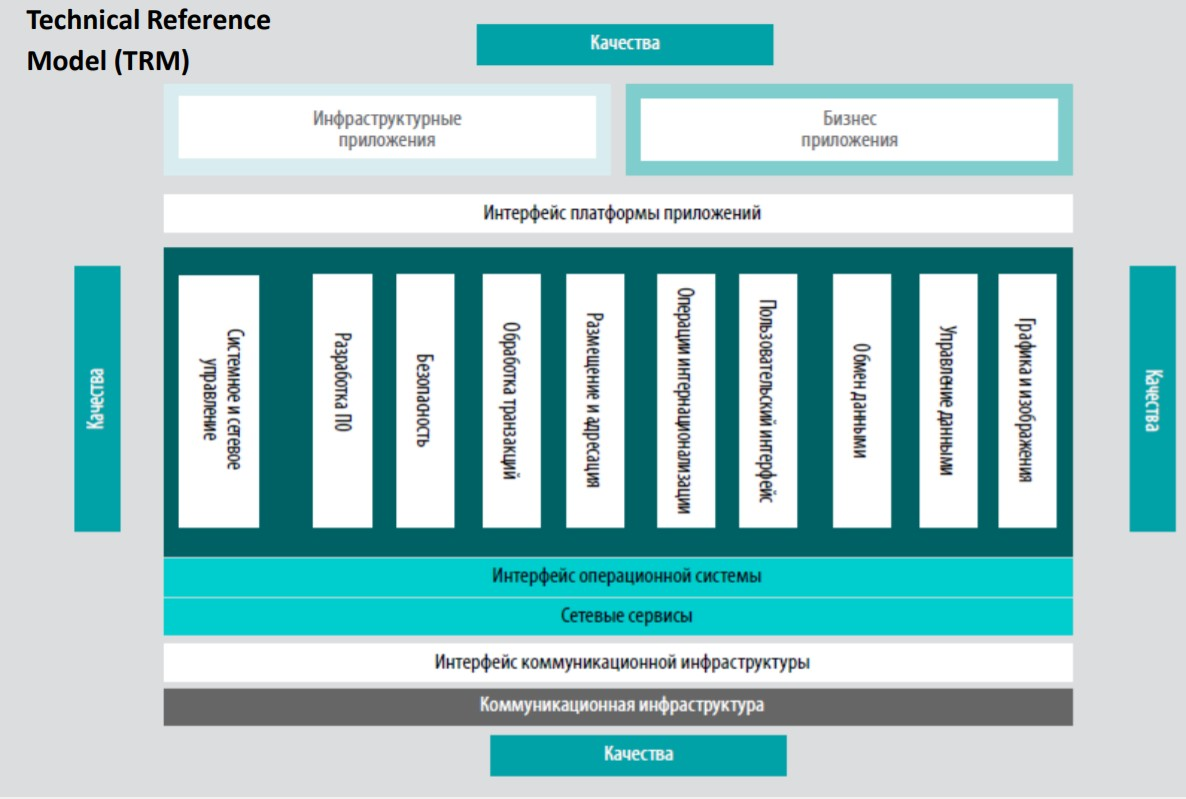 Technical Reference
Model (TRM)
Качества
Инфраструктурные
приложения
Бизнес
приложения
Интерфейс платформы приложений
Качества
Системное и сетевое
управление
Разработка ПО
Безопасность
Обработка транзакций
Размещение и адресация
Операции интернационализации
Пользовательский интерфейс
Обмен данными
Управление данными
Графика и изображения
Качества
Интерфейс операционной системы
Сетевые сервисы
Интерфейс коммуникационной инфраструктуры
Коммуникационная инфраструктура
Качества